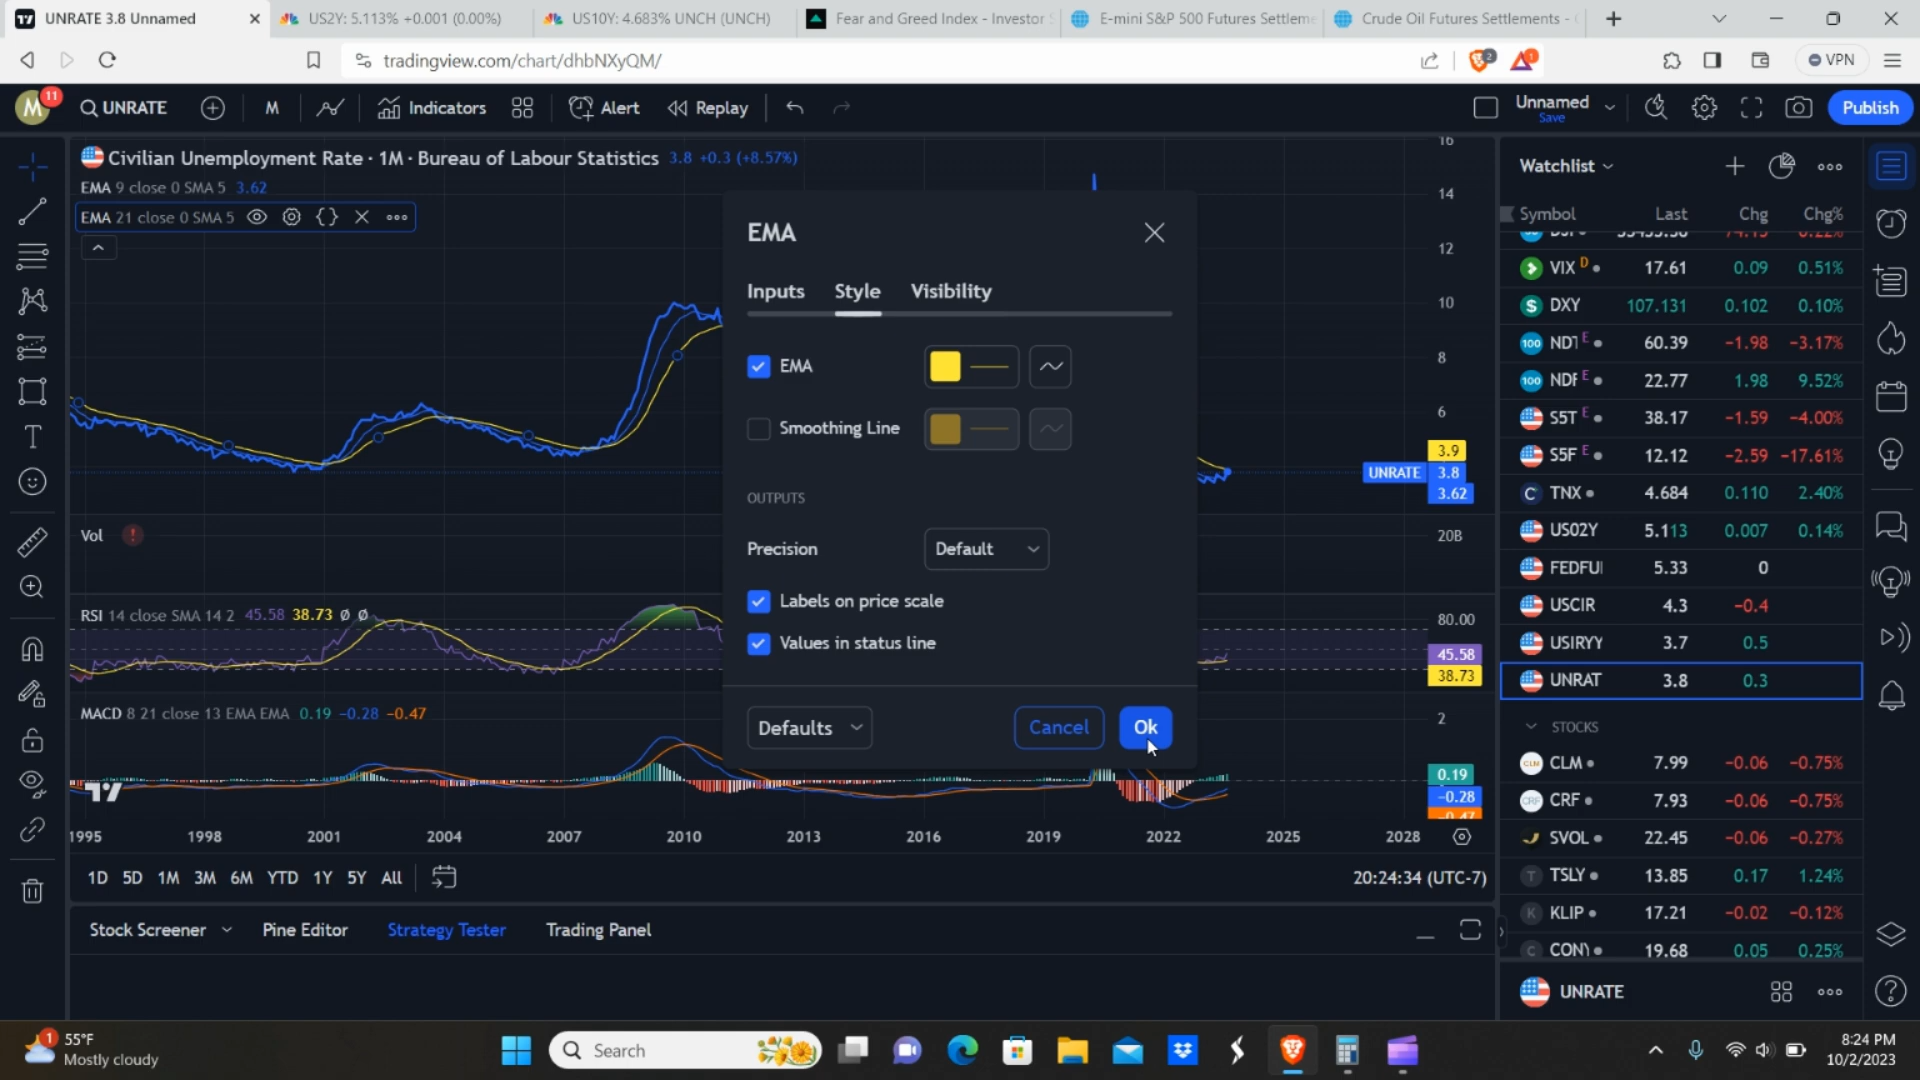 UNRATE 3.8 Unnamed
US2Y: 5.113% +0.001 (0.00%)
US10Y: 4.683% UNCH (UNCH)
Fear and Greed Index - Investor
E-mini S&P 500 Futures Settleme
Crude Oil Futures Settlements -
tradingview.com/chart/dhbNXyQM/
2
1
VPN
M
11
UNRATE
M
Indicators
Alert
Replay
Unnamed
Save
Publish
Civilian Unemployment Rate · 1M · Bureau of Labour Statistics 3.8 +0.3 (+8.57%)
EMA 9 close 0 SMA 5 3.62
EMA 21 close 0 SMA 5
16
14
12
10
8
6
3.9
UNRATE 3.8
3.62
Vol
20B
RSI 14 close SMA 14 2 45.58 38.73 Ø Ø
80.00
45.58
38.73
MACD 8 21 close 13 EMA EMA 0.19 −0.28 −0.47
2
0.19
−0.28
−0.47
1995 1998 2001 2004 2007 2010 2013 2016 2019 2022 2025 2028
1D 5D 1M 3M 6M YTD 1Y 5Y All
20:24:34 (UTC-7)
Stock Screener
Pine Editor
Strategy Tester
Trading Panel
EMA
Inputs
Style
Visibility
EMA
Smoothing Line
OUTPUTS
Precision
Default
Labels on price scale
Values in status line
Defaults
Cancel
Ok
Watchlist
Symbol Last Chg Chg%
VIX D 17.61 0.09 0.51%
DXY 107.131 0.102 0.10%
NDT E 60.39 −1.98 −3.17%
NDF E 22.77 1.98 9.52%
S5T E 38.17 −1.59 −4.00%
S5F E 12.12 −2.59 −17.61%
TNX 4.684 0.110 2.40%
US02Y 5.113 0.007 0.14%
FEDFU 5.33 0
USCIR 4.3 −0.4
USIRYY 3.7 0.5
UNRAT 3.8 0.3
STOCKS
CLM 7.99 −0.06 −0.75%
CRF 7.93 −0.06 −0.75%
SVOL 22.45 −0.06 −0.27%
TSLY 13.85 0.17 1.24%
KLIP 17.21 −0.02 −0.12%
CONY 19.68 0.05 0.25%
UNRATE
1
55°F
Mostly cloudy
Search
8:24 PM
10/2/2023